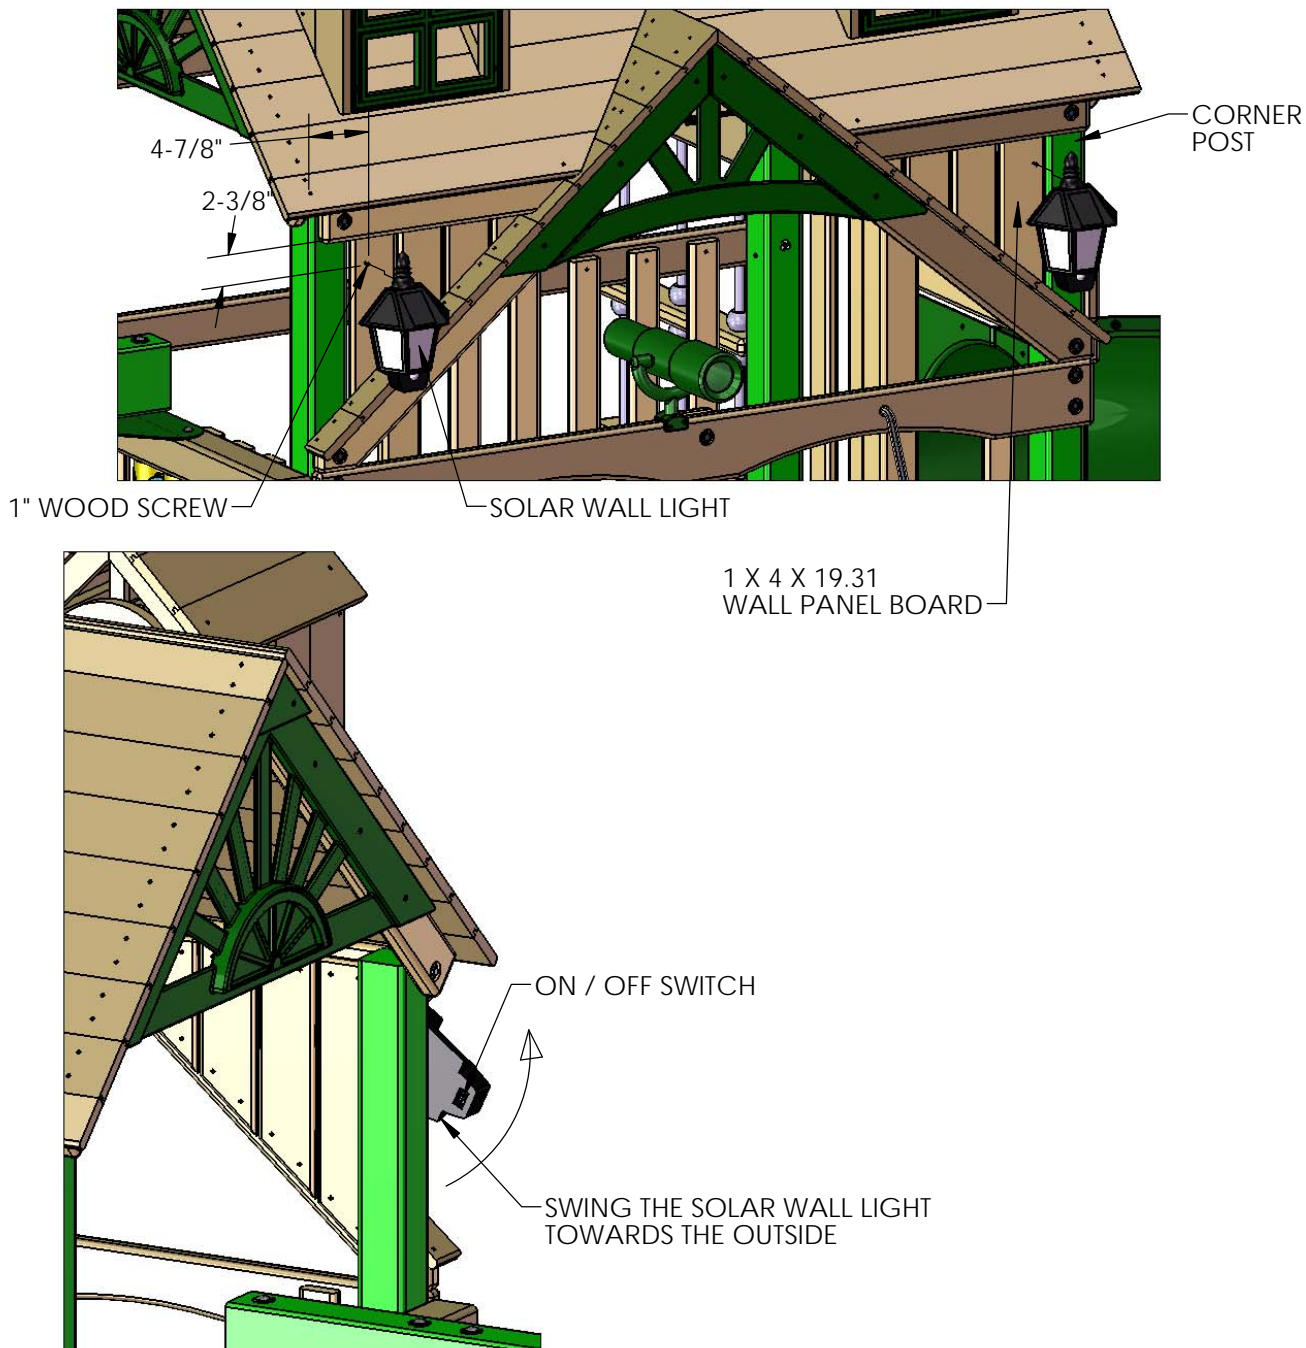 CORNER
POST
4-7/8"
2-3/8"
1" WOOD SCREW
SOLAR WALL LIGHT
1 X 4 X 19.31
WALL PANEL BOARD
ON / OFF SWITCH
SWING THE SOLAR WALL LIGHT
TOWARDS THE OUTSIDE